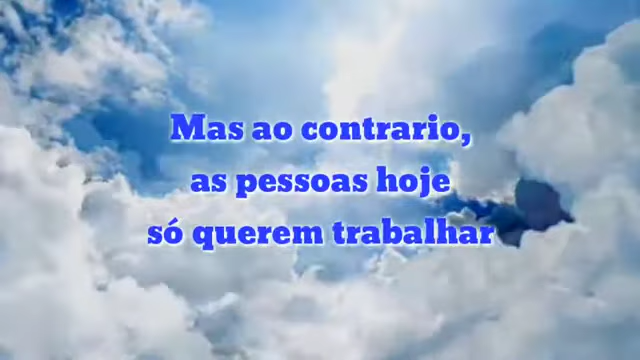 Mas ao contrario,
as pessoas hoje
só querem trabalhar